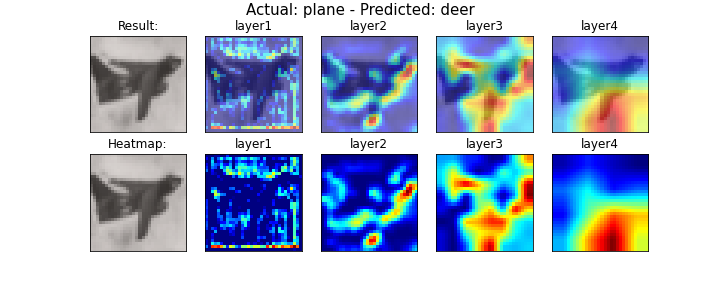 Actual: plane - Predicted: deer
Result: layer1 layer2 layer3 layer4
Heatmap: layer1 layer2 layer3 layer4